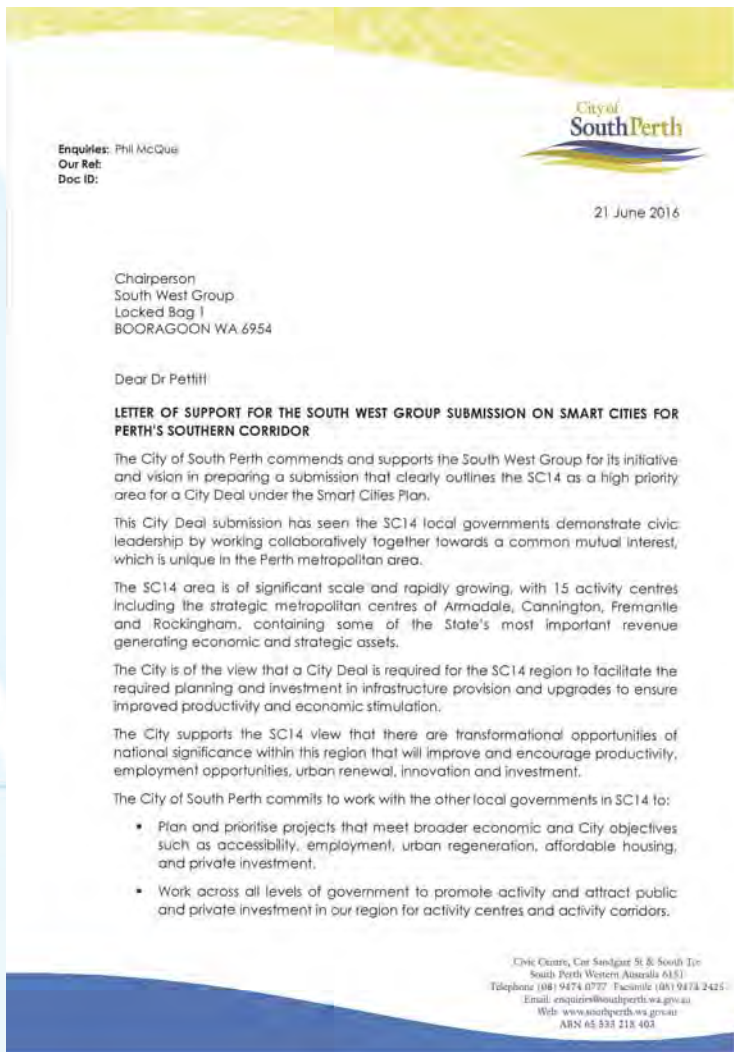 City of
SouthPerth
Enquiries: Phil McQue
Our Ref:
Doc ID:
21 June 2016
Chairperson
South West Group
Locked Bag 1
BOORAGOON WA 6954
Dear Dr Pettitt
LETTER OF SUPPORT FOR THE SOUTH WEST GROUP SUBMISSION ON SMART CITIES FOR
PERTH'S SOUTHERN CORRIDOR
The City of South Perth commends and supports the South West Group for its initiative
and vision in preparing a submission that clearly outlines the SC14 as a high priority
area for a City Deal under the Smart Cities Plan.
This City Deal submission has seen the SC14 local governments demonstrate civic
leadership by working collaboratively together towards a common mutual interest,
which is unique in the Perth metropolitan area.
The SC14 area is of significant scale and rapidly growing, with 15 activity centres
including the strategic metropolitan centres of Armadale, Cannington, Fremantle
and Rockingham, containing some of the State's most important revenue
generating economic and strategic assets.
The City is of the view that a City Deal is required for the SC14 region to facilitate the
required planning and investment in infrastructure provision and upgrades to ensure
improved productivity and economic stimulation.
The City supports the SC14 view that there are transformational opportunities of
national significance within this region that will improve and encourage productivity,
employment opportunities, urban renewal, innovation and investment.
The City of South Perth commits to work with the other local governments in SC14 to:
▪ Plan and prioritise projects that meet broader economic and City objectives
such as accessibility, employment, urban regeneration, affordable housing,
and private investment.
▪ Work across all levels of government to promote activity and attract public
and private investment in our region for activity centres and activity corridors.
Civic Centre, Cnr Sandgate St & South Tce
South Perth Western Australia 6151
Telephone (08) 9474 0777 Facsimile (08) 9474 2425
Email: enquiries@southperth.wa.gov.au
Web: www.southperth.wa.gov.au
ABN 65 533 218 403